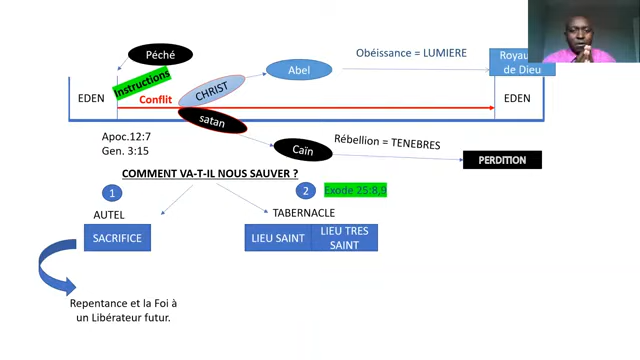 Péché
Obéissance = LUMIERE
de Dieu
Abel
Instructions
CHRIST
EDEN
Conflit
EDEN
satan
Apoc.12:7
Gen. 3:15
Caïn
Rébellion = TENEBRES
PERDITION
COMMENT VA-T-IL NOUS SAUVER ?
1
2
Exode 25:8,9
AUTEL
TABERNACLE
SACRIFICE
LIEU SAINT
LIEU TRES
SAINT
Repentance et la Foi à
un Libérateur futur.